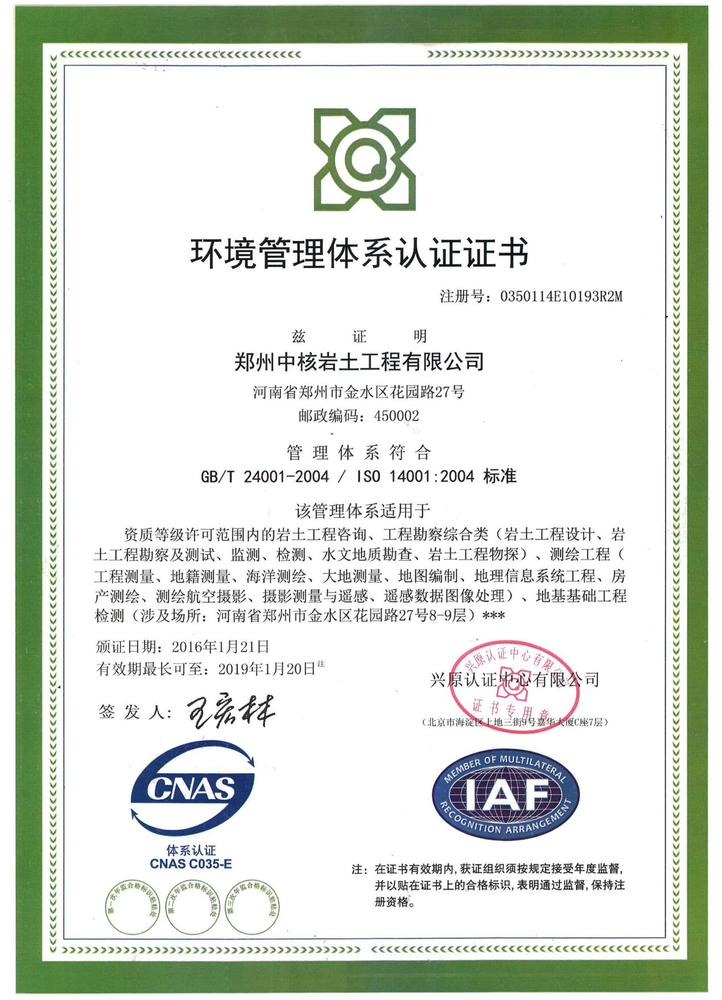 环境管理体系认证证书
注册号：0350114E10193R2M
兹 证 明
郑州中核岩土工程有限公司
河南省郑州市金水区花园路27号
邮政编码：450002
管 理 体 系 符 合
GB/T 24001-2004 / ISO 14001:2004 标准
该管理体系适用于
资质等级许可范围内的岩土工程咨询、工程勘察综合类（岩土工程设计、岩
土工程勘察及测试、监测、检测、水文地质勘查、岩土工程物探）、测绘工程（
工程测量、地籍测量、海洋测绘、大地测量、地图编制、地理信息系统工程、房
产测绘、测绘航空摄影、摄影测量与遥感、遥感数据图像处理）、地基基础工程
检测（涉及场所：河南省郑州市金水区花园路27号8-9层）***
颁证日期：2016年1月21日
有效期最长可至：2019年1月20日注
签 发 人：王宏林
兴原认证中心有限公司
兴原认证中心有限公司
证书专用章
（北京市海淀区上地三街9号嘉华大厦C座7层）
CNAS
体系认证
CNAS C035-E
MEMBER OF MULTILATERAL
IAF
RECOGNITION ARRANGEMENT
第一次年监合格标识粘贴处
第二次年监合格标识粘贴处
第三次年监合格标识粘贴处
注：在证书有效期内，获证组织须按规定接受年度监督，
并以贴在证书上的合格标识，表明通过监督，保持注
册资格。